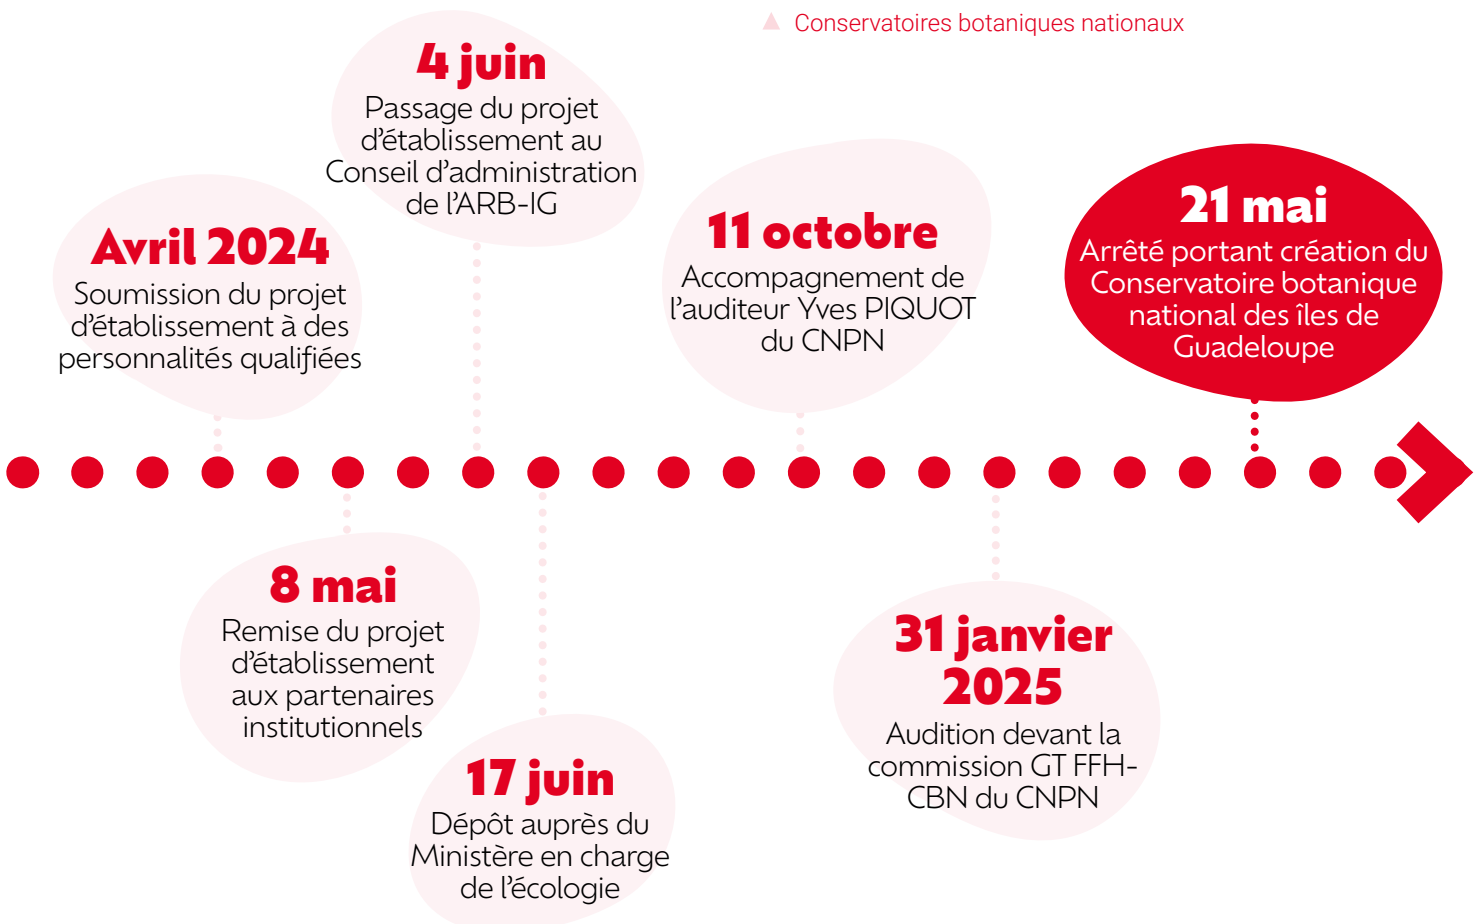 Conservatoires botaniques nationaux
Avril 2024
Soumission du projet
d’établissement à des
personnalités qualifiées
8 mai
Remise du projet
d’établissement
aux partenaires
institutionnels
4 juin
Passage du projet
d’établissement au
Conseil d’administration
de l’ARB-IG
17 juin
Dépôt auprès du
Ministère en charge
de l’écologie
11 octobre
Accompagnement de
l’auditeur Yves PIQUOT
du CNPN
31 janvier
2025
Audition devant la
commission GT FFH-
CBN du CNPN
21 mai
Arrêté portant création du
Conservatoire botanique
national des îles de
Guadeloupe